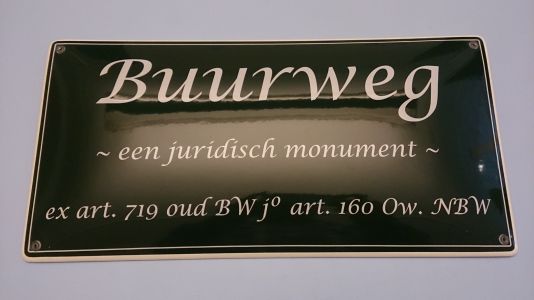 Buurweg
~ een juridisch monument ~
ex art. 719 oud BW jº art. 160 Ow. NBW